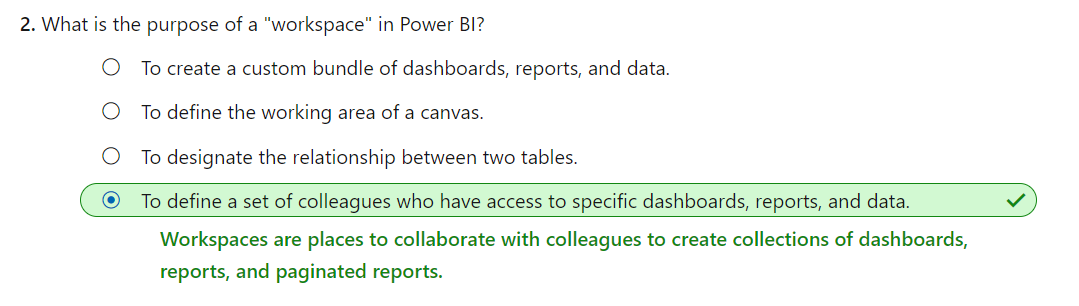 2. What is the purpose of a "workspace" in Power BI?
To create a custom bundle of dashboards, reports, and data.
To define the working area of a canvas.
To designate the relationship between two tables.
To define a set of colleagues who have access to specific dashboards, reports, and data.
Workspaces are places to collaborate with colleagues to create collections of dashboards,
reports, and paginated reports.